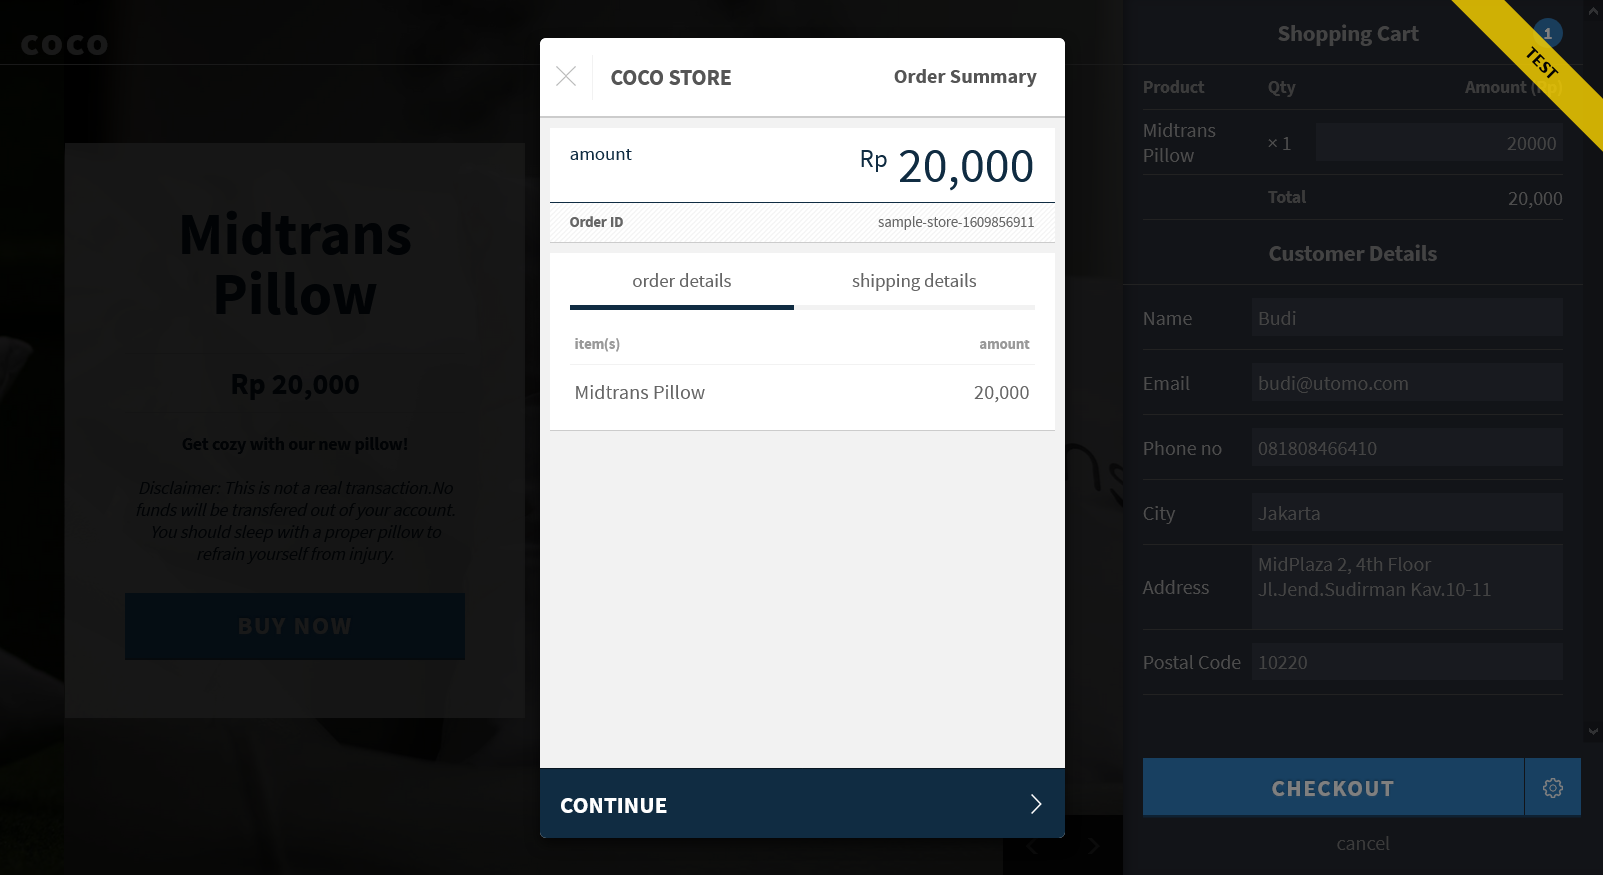 coco
Midtrans
Pillow
Rp 20,000
Get cozy with our new pillow!
Disclaimer: This is not a real transaction.No
funds will be transfered out of your account.
You should sleep with a proper pillow to
refrain yourself from injury.
BUY NOW
COCO STORE
Order Summary
amount
Rp 20,000
Order ID
sample-store-1609856911
order details
shipping details
item(s)
amount
Midtrans Pillow
20,000
CONTINUE
Shopping Cart
1
TEST
Product Qty Amount (Rp)
Midtrans
Pillow
× 1
20000
Total
20,000
Customer Details
Name
Budi
Email
budi@utomo.com
Phone no
081808466410
City
Jakarta
Address
MidPlaza 2, 4th Floor
Jl.Jend.Sudirman Kav.10-11
Postal Code
10220
CHECKOUT
cancel